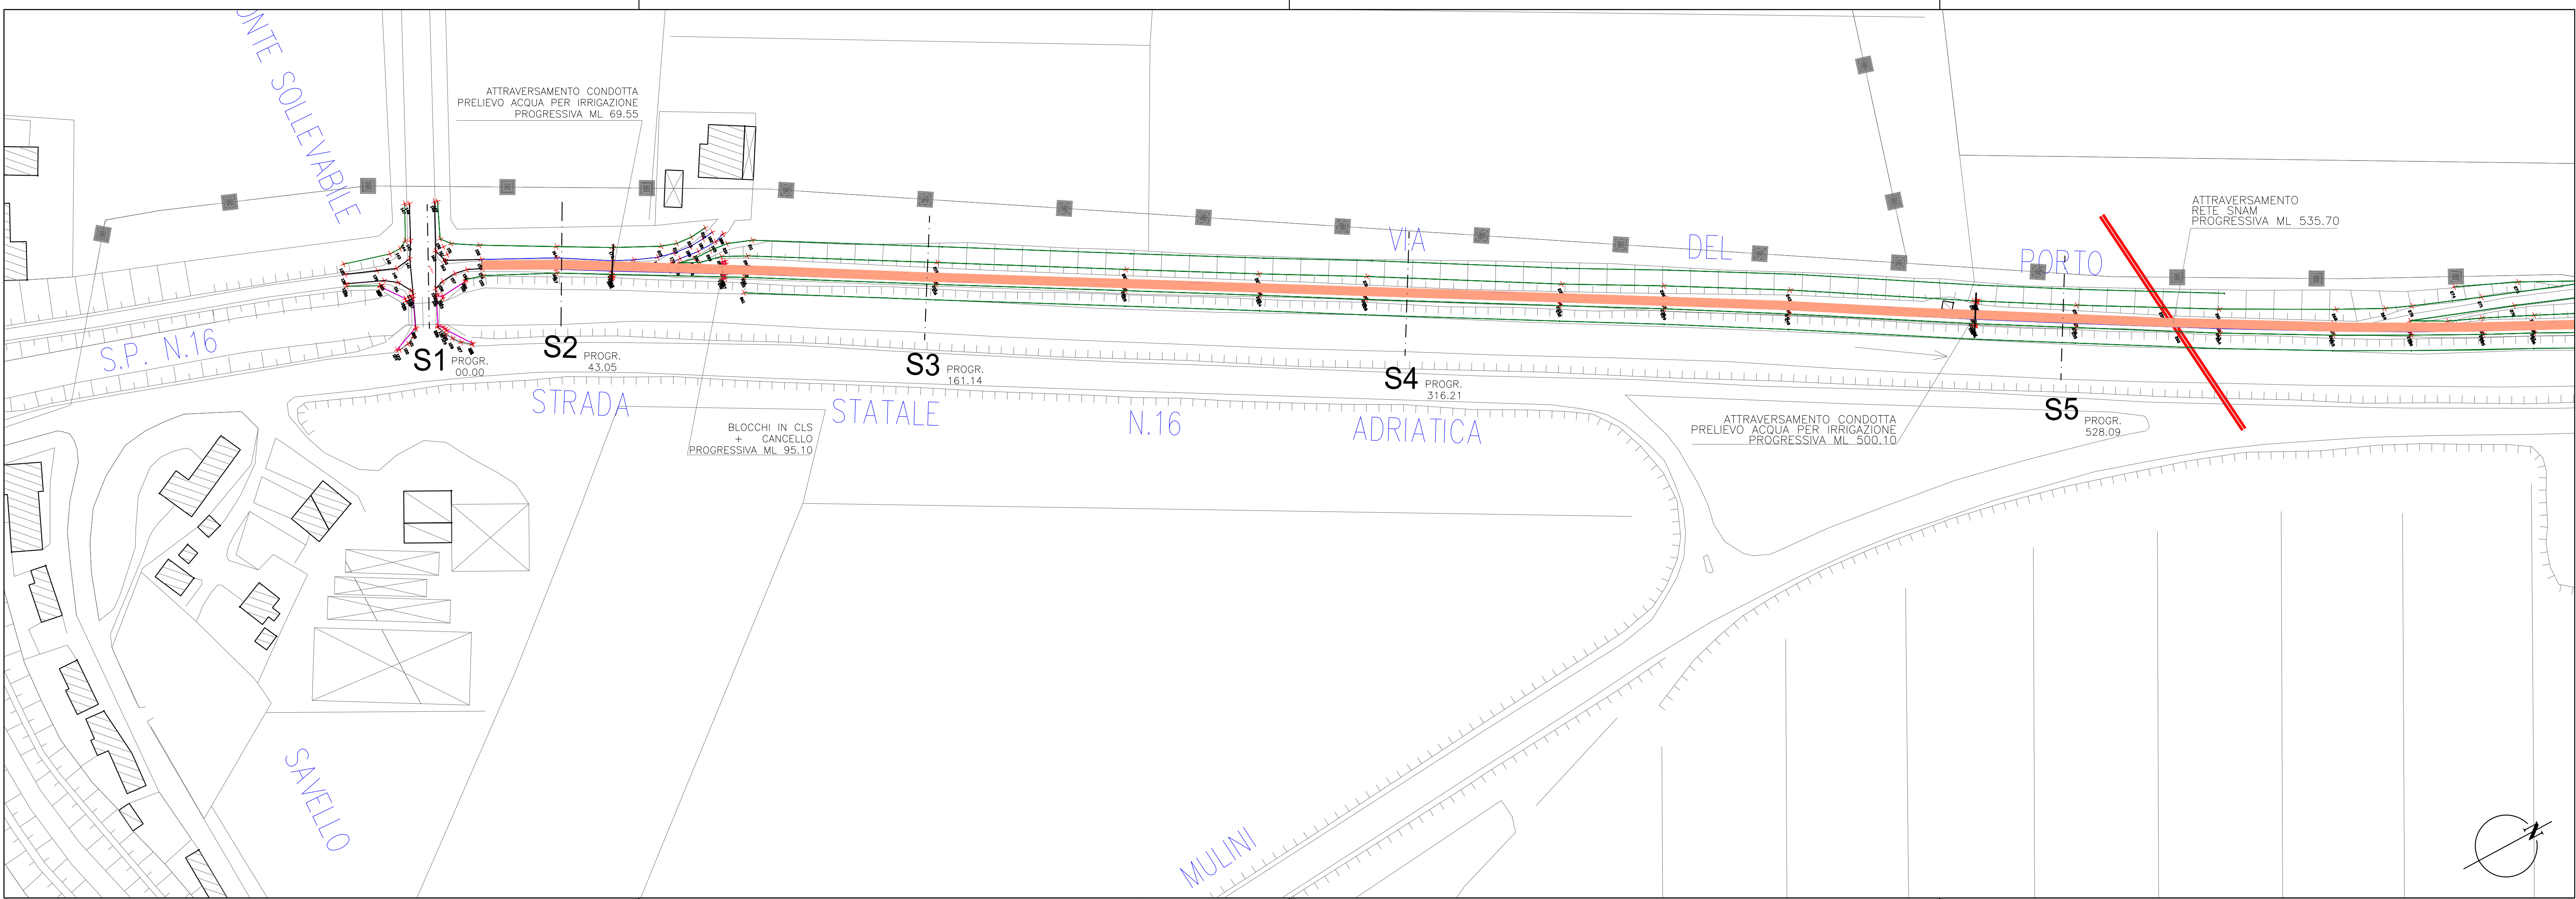 ONTE SOLLEVABILE
ATTRAVERSAMENTO CONDOTTA
PRELIEVO ACQUA PER IRRIGAZIONE
PROGRESSIVA ML 69.55
ATTRAVERSAMENTO
RETE SNAM
PROGRESSIVA ML 535.70
VIA
DEL
PORTO
S.P. N.16
S1
PROGR.
00.00
S2
PROGR.
43.05
S3
PROGR.
161.14
S4
PROGR.
316.21
S5
PROGR.
528.09
STRADA
STATALE
N.16
ADRIATICA
BLOCCHI IN CLS
+ CANCELLO
PROGRESSIVA ML 95.10
ATTRAVERSAMENTO CONDOTTA
PRELIEVO ACQUA PER IRRIGAZIONE
PROGRESSIVA ML 500.10
SAVELLO
MULINI
N